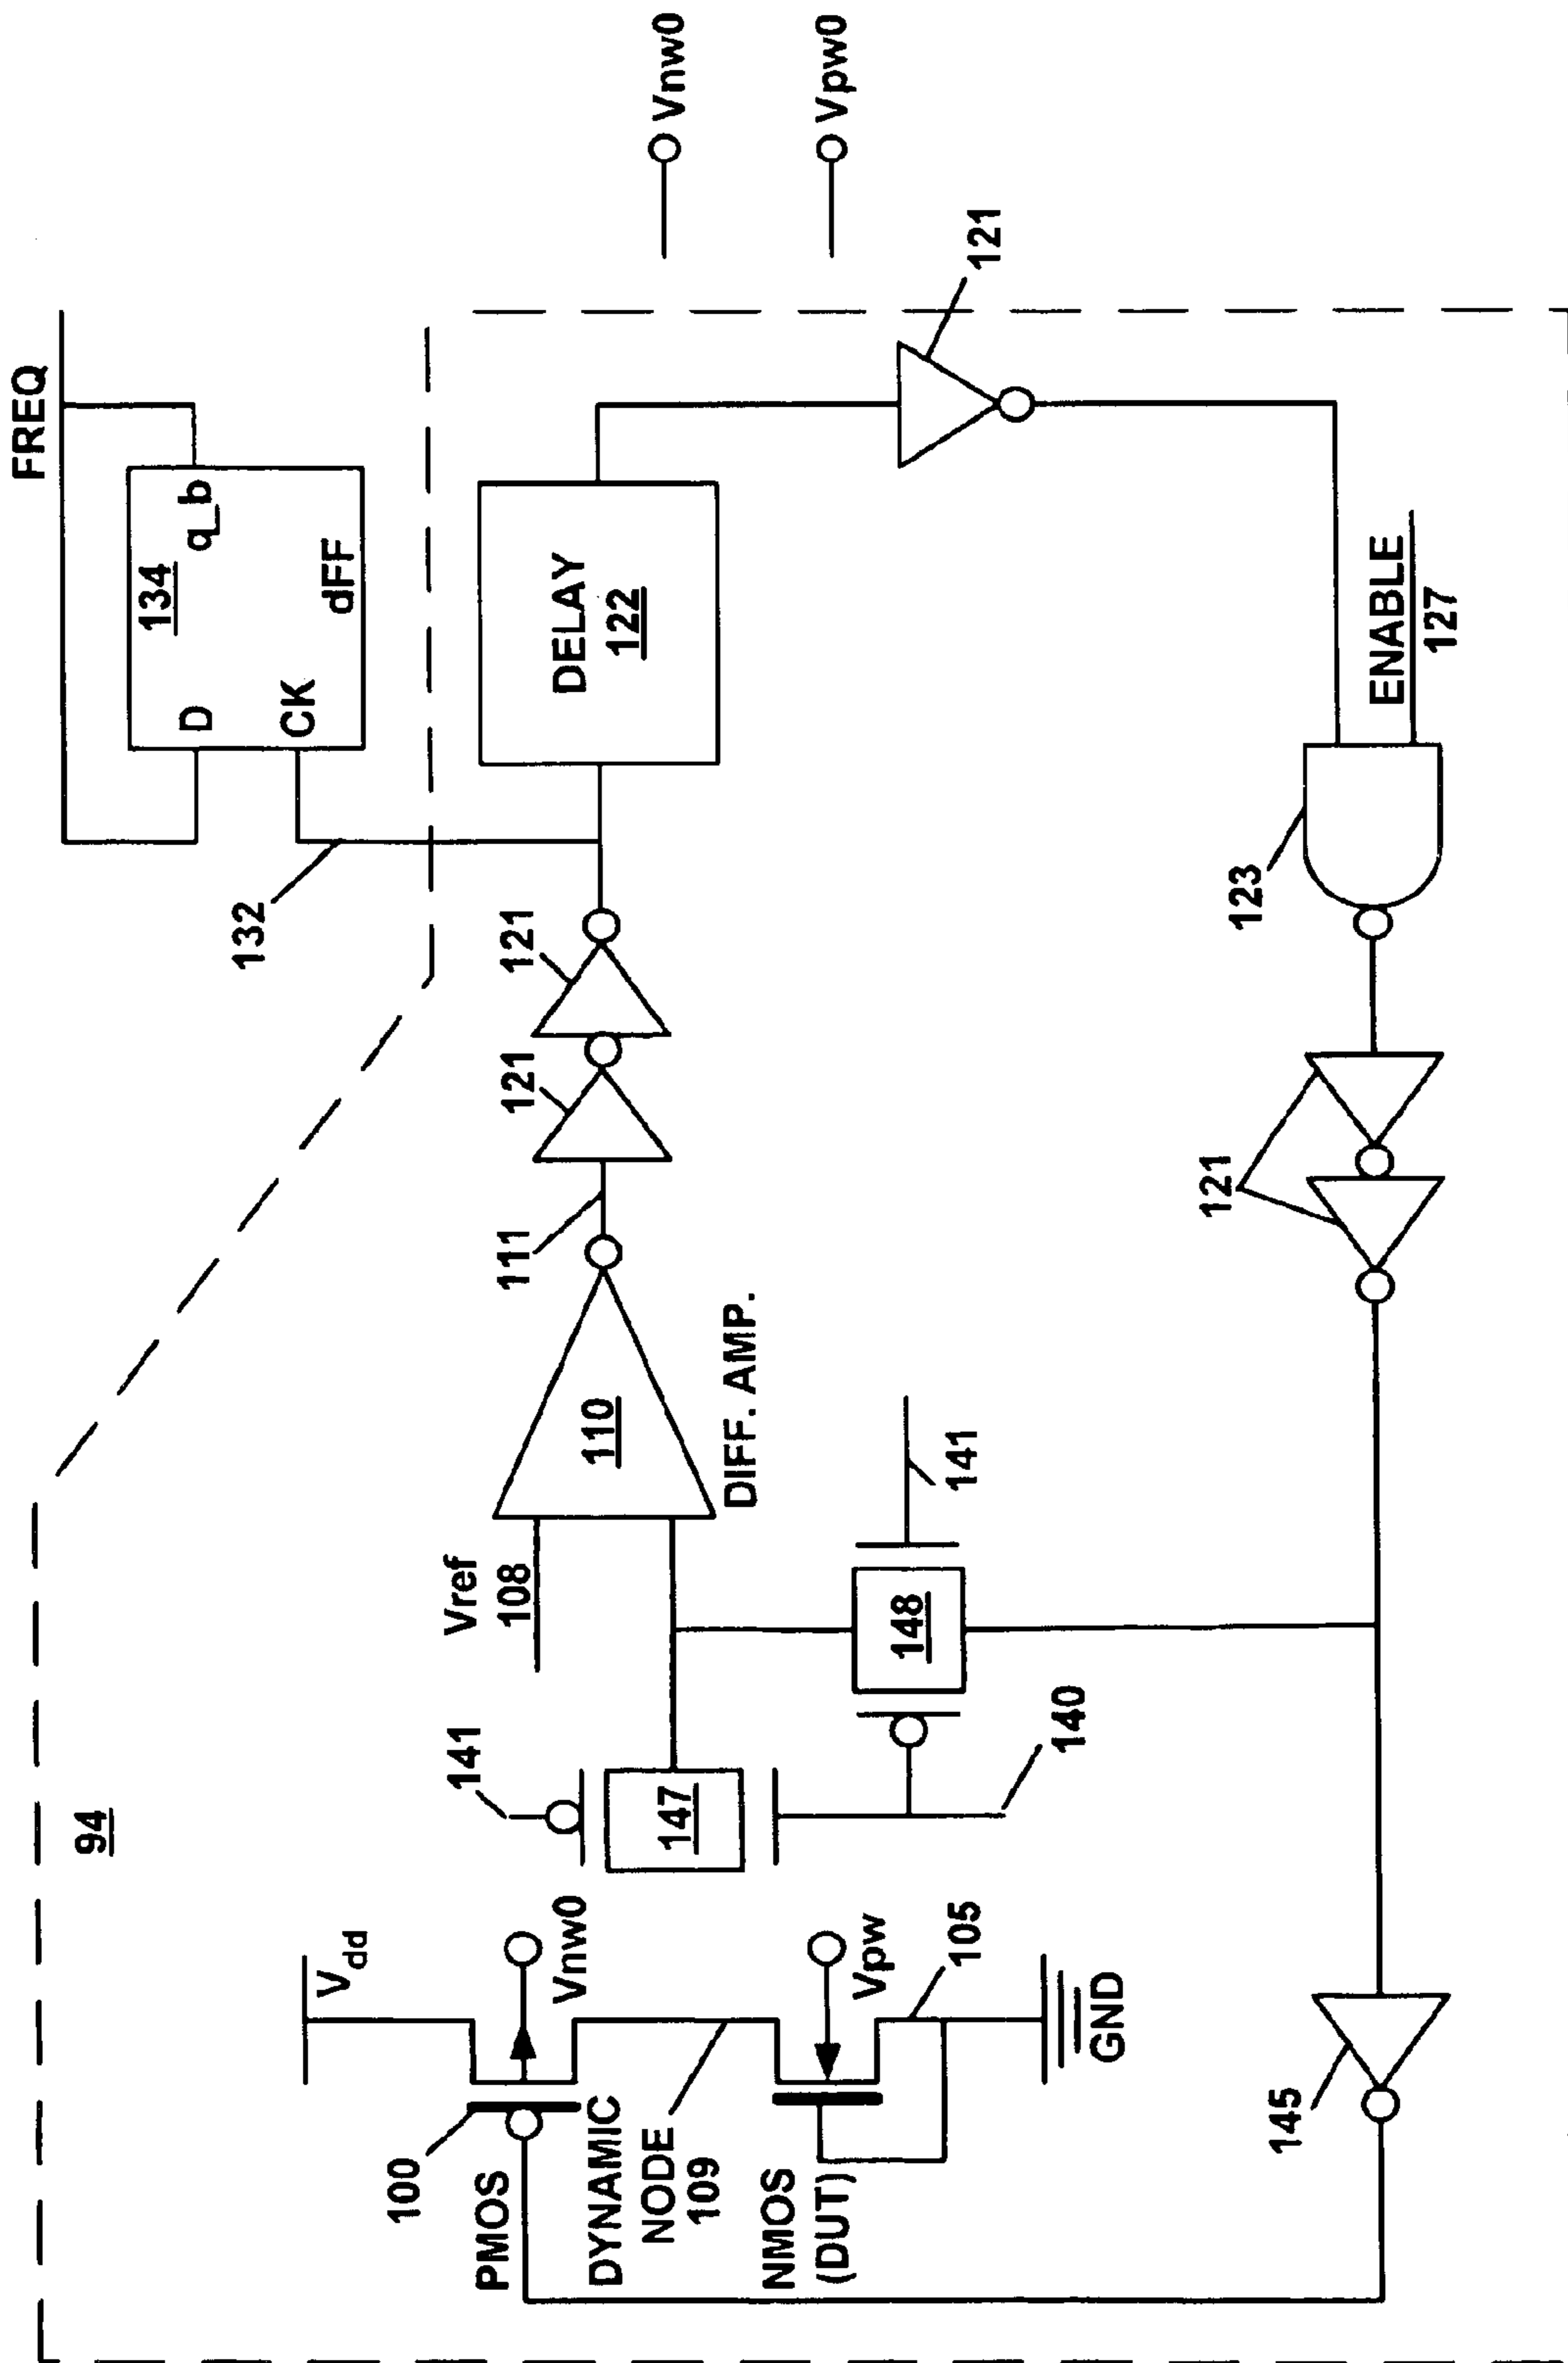 FREQ
134
q_b
D
CK
dFF
132
94
Vnw0
Vpw0
DELAY
122
121
121
121
111
110
DIFF. AMP.
Vref
108
141
147
148
141
140
Vdd
100
PMOS
Vnw0
DYNAMIC
NODE
109
NMOS
(DUT)
Vpw
105
GND
ENABLE
127
123
121
145